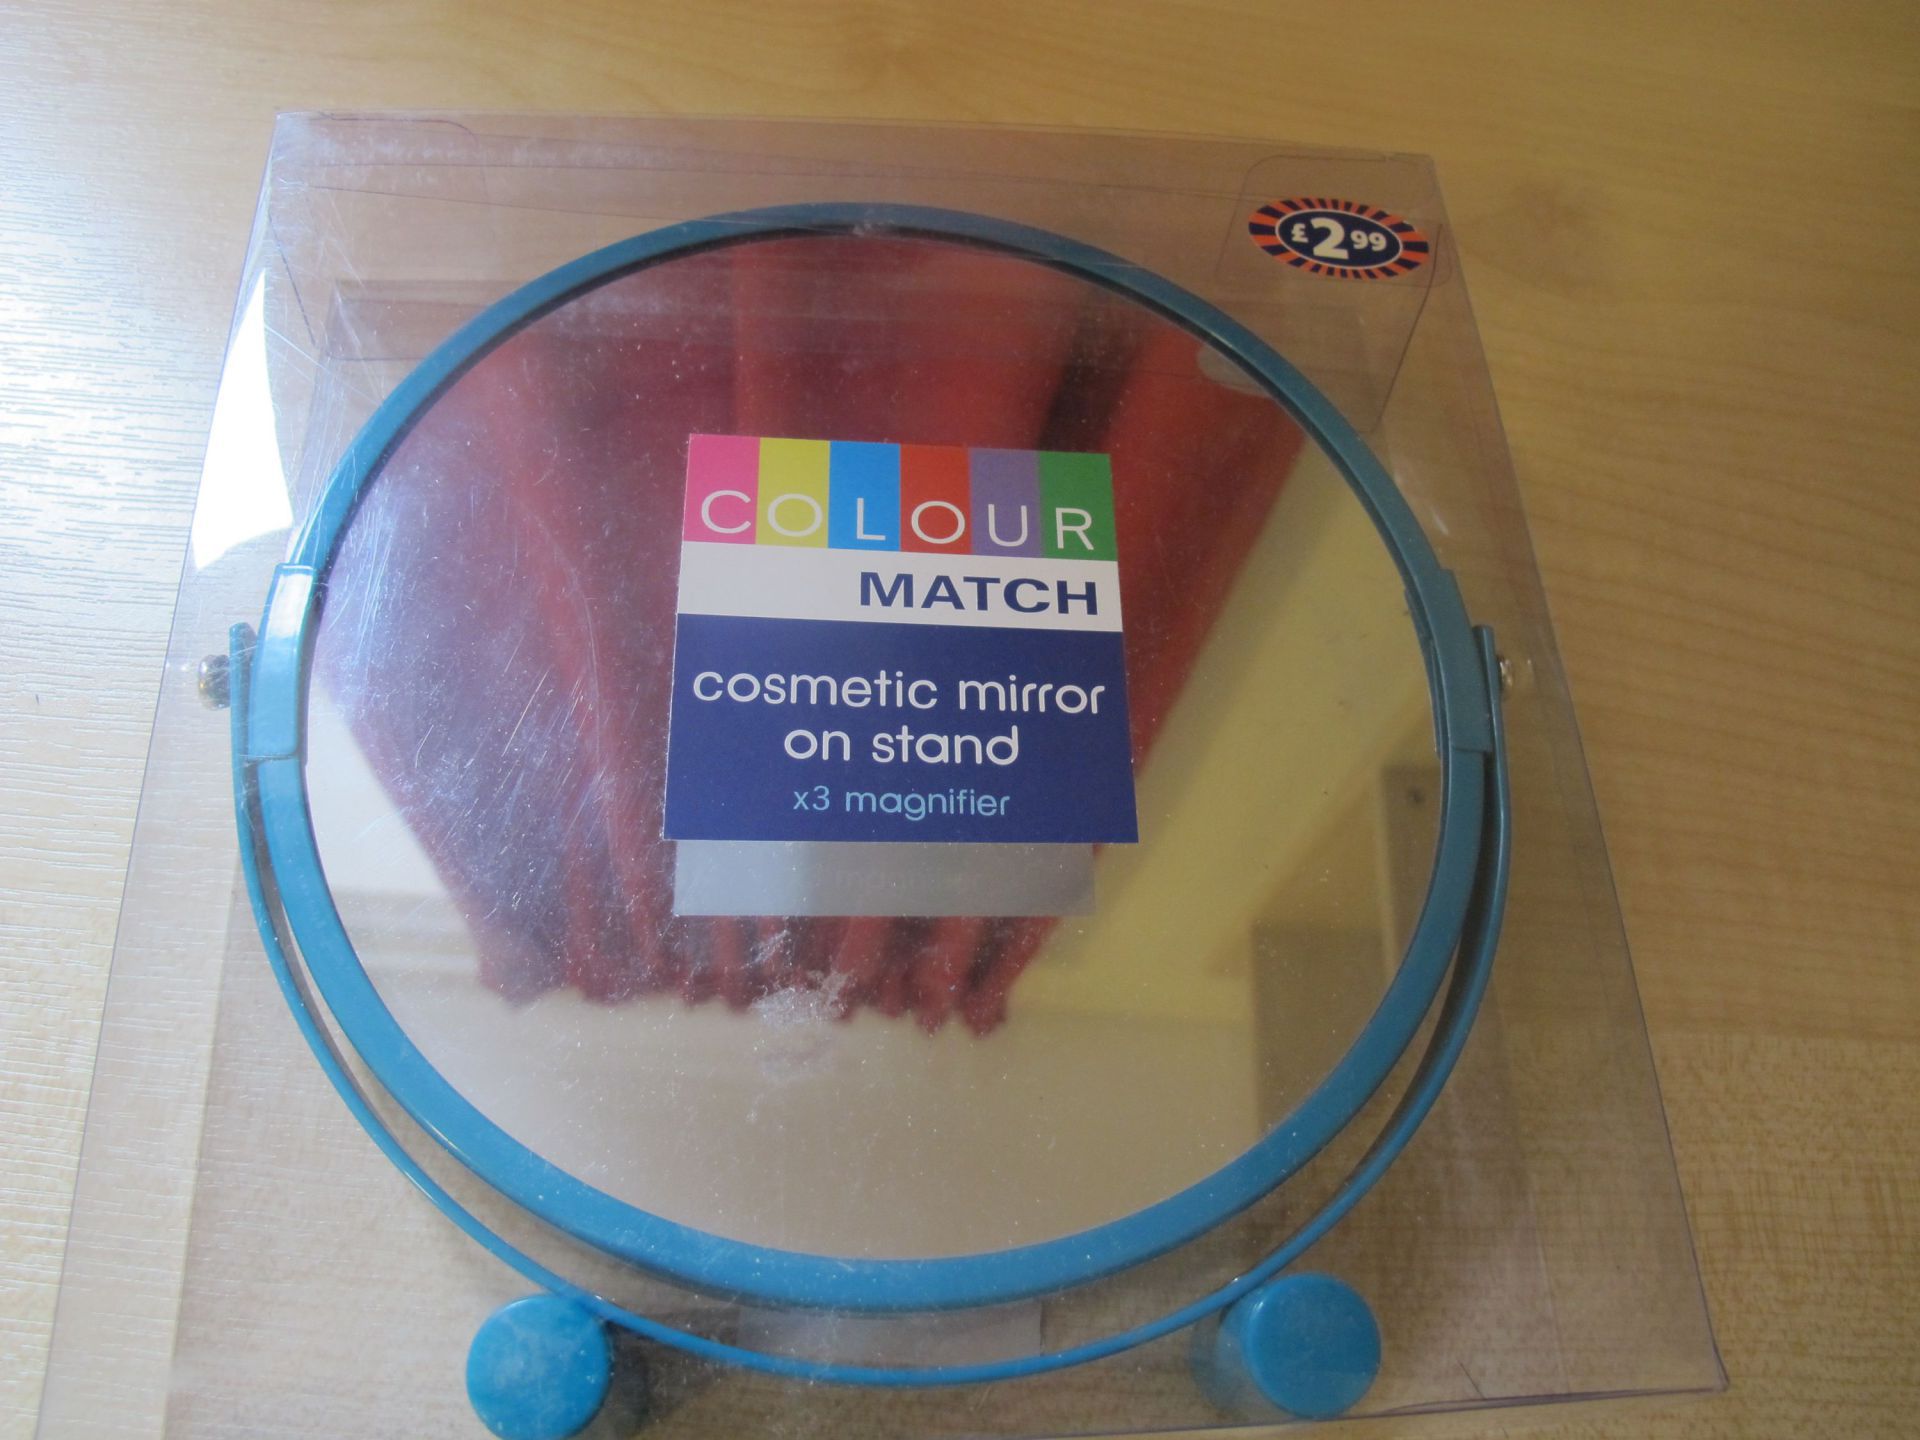 £2.99
COLOUR
MATCH
cosmetic mirror
on stand
x3 magnifier